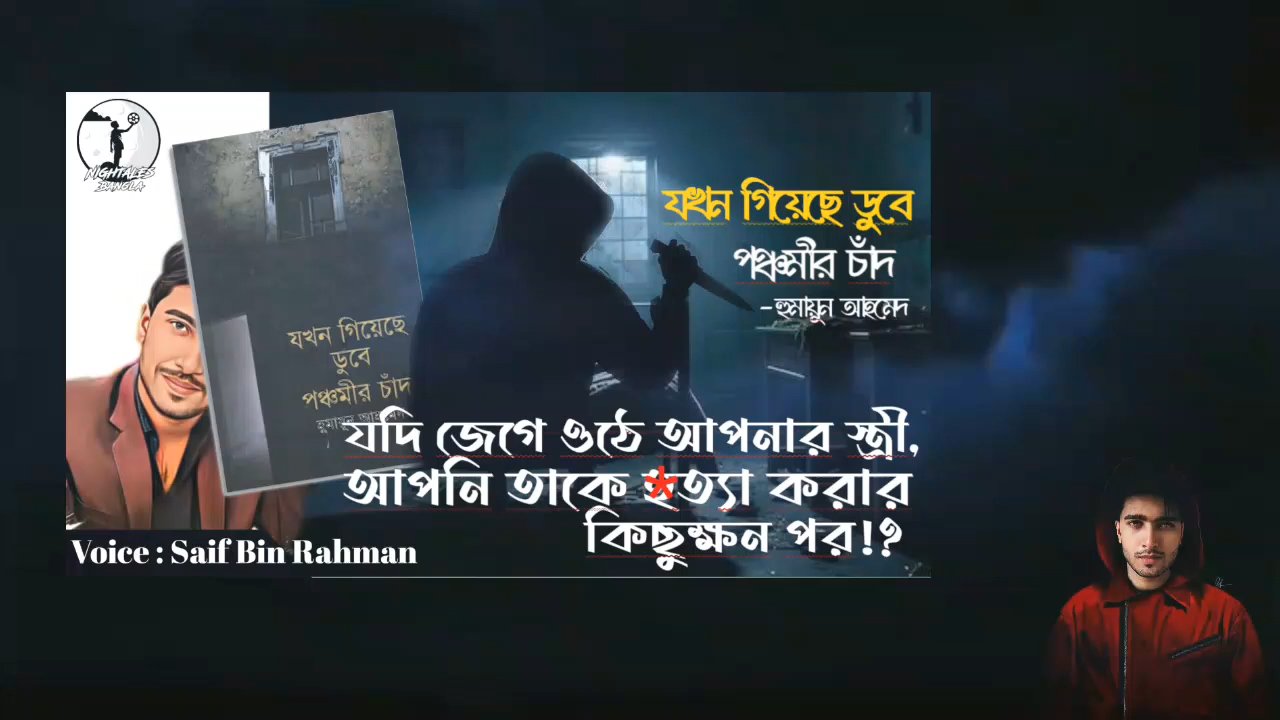 NIGHTALES
BANGLA
যখন গিয়েছে
ডুবে
পঞ্চমীর চাঁদ
হুমায়ূন আহমেদ
যখন গিয়েছে ডুবে
পঞ্চমীর চাঁদ
-হুমায়ুন আহমেদ
যদি জেগে ওঠে আপনার স্ত্রী,
আপনি তাকে হ*ত্যা করার
কিছুক্ষন পর!?
Voice : Saif Bin Rahman